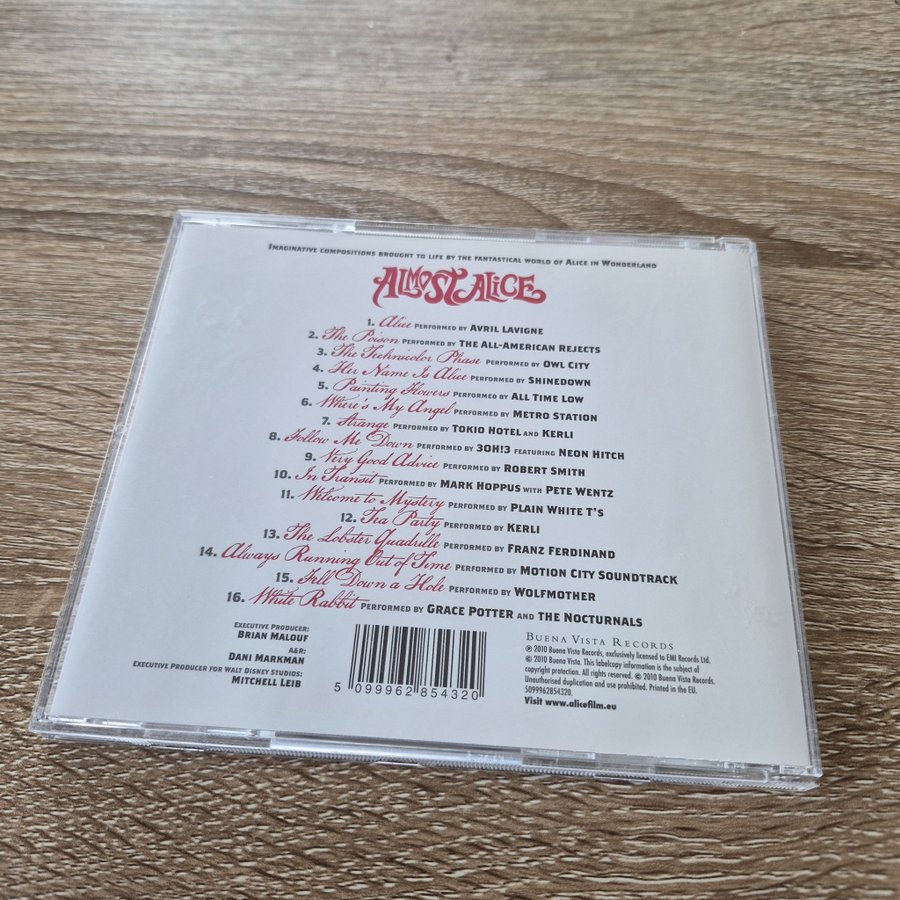 Imaginative compositions brought to life by the fantastical world of Alice in Wonderland
ALMOST ALICE
1. Alice performed by Avril Lavigne
2. The Poison performed by The All-American Rejects
3. The Technicolor Phase performed by Owl City
4. Her Name Is Alice performed by Shinedown
5. Painting Flowers performed by All Time Low
6. Where's My Angel performed by Metro Station
7. Strange performed by Tokio Hotel and Kerli
8. Follow Me Down performed by 3OH!3 featuring Neon Hitch
9. Very Good Advice performed by Robert Smith
10. In Transit performed by Mark Hoppus with Pete Wentz
11. Welcome to Mystery performed by Plain White T's
12. Tea Party performed by Kerli
13. The Lobster Quadrille performed by Franz Ferdinand
14. Always Running Out of Time performed by Motion City Soundtrack
15. Fell Down a Hole performed by Wolfmother
16. White Rabbit performed by Grace Potter and The Nocturnals
Executive Producer:
Brian Malouf
A&R:
Dani Markman
Executive Producer for Walt Disney Studios:
Mitchell Leib
5 099962 854320
Buena Vista Records
℗ 2010 Buena Vista Records, exclusively licensed to EMI Records Ltd.
© 2010 Buena Vista. This labelcopy information is the subject of
copyright protection. All rights reserved. © 2010 Buena Vista Records.
Unauthorised duplication and use prohibited. Printed in the EU.
5099962854320.
Visit www.alicefilm.eu